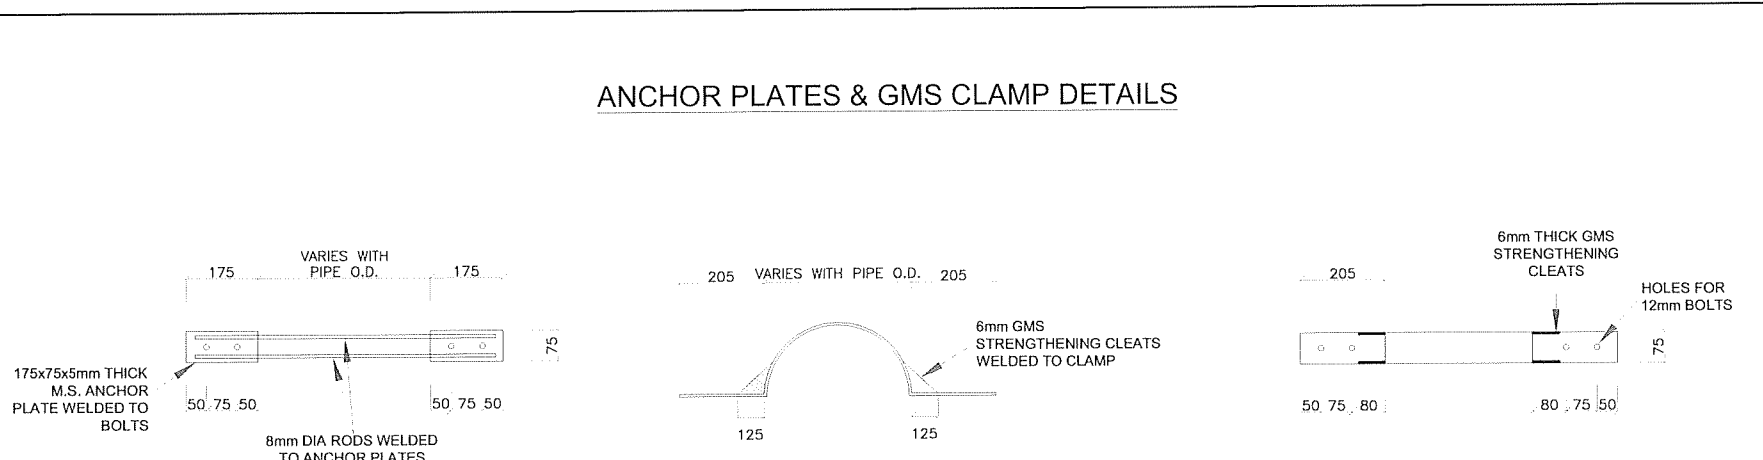 ANCHOR PLATES & GMS CLAMP DETAILS
VARIES WITH
175 PIPE O.D. 175
75
175x75x5mm THICK
M.S. ANCHOR
PLATE WELDED TO
BOLTS
50 75 50
50 75 50
8mm DIA RODS WELDED
TO ANCHOR PLATES
205 VARIES WITH PIPE O.D. 205
6mm GMS
STRENGTHENING CLEATS
WELDED TO CLAMP
125
125
6mm THICK GMS
STRENGTHENING
CLEATS
205
HOLES FOR
12mm BOLTS
75
50 75 80
80 75 50